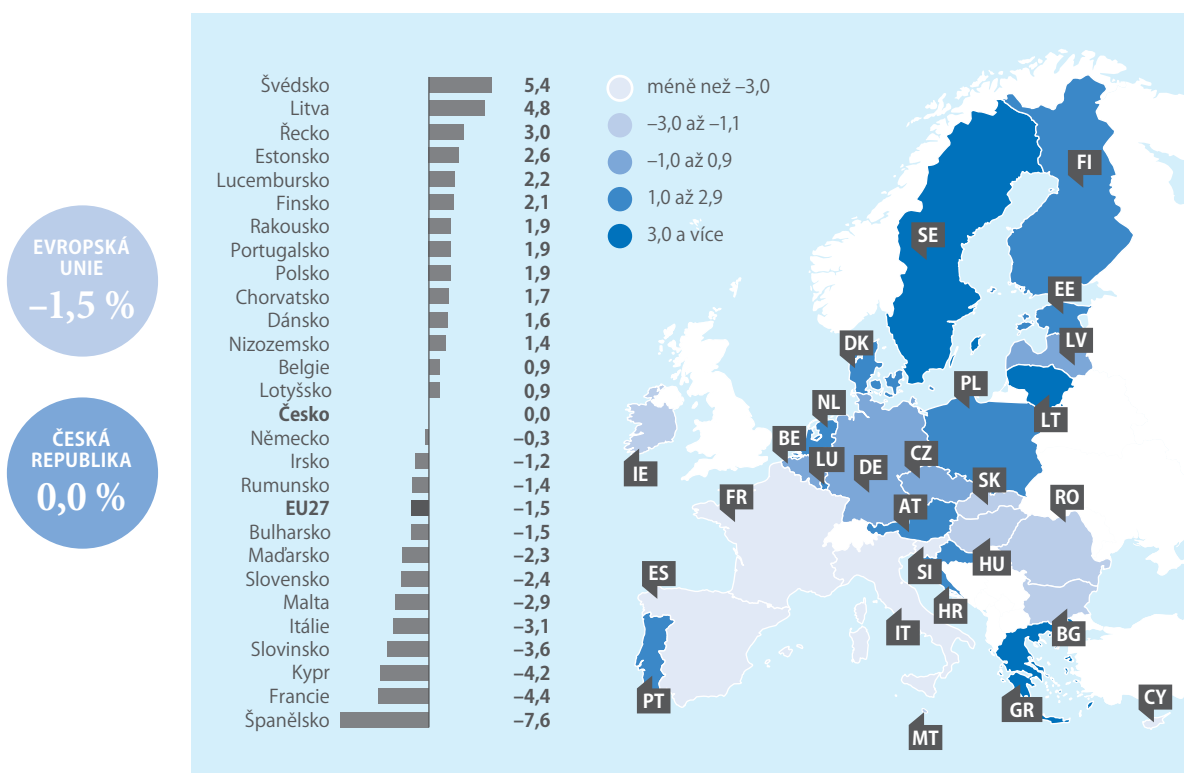 EVROPSKÁ
UNIE
–1,5 %
ČESKÁ
REPUBLIKA
0,0 %
Švédsko 5,4
Litva 4,8
Řecko 3,0
Estonsko 2,6
Lucembursko 2,2
Finsko 2,1
Rakousko 1,9
Portugalsko 1,9
Polsko 1,9
Chorvatsko 1,7
Dánsko 1,6
Nizozemsko 1,4
Belgie 0,9
Lotyšsko 0,9
Česko 0,0
Německo –0,3
Irsko –1,2
Rumunsko –1,4
EU27 –1,5
Bulharsko –1,5
Maďarsko –2,3
Slovensko –2,4
Malta –2,9
Itálie –3,1
Slovinsko –3,6
Kypr –4,2
Francie –4,4
Španělsko –7,6
méně než –3,0
–3,0 až –1,1
–1,0 až 0,9
1,0 až 2,9
3,0 a více
FI
SE
EE
LV
DK
PL
NL
LT
BE
LU
DE
CZ
IE
SK
FR
AT
RO
SI
HU
ES
HR
IT
BG
PT
GR
CY
MT